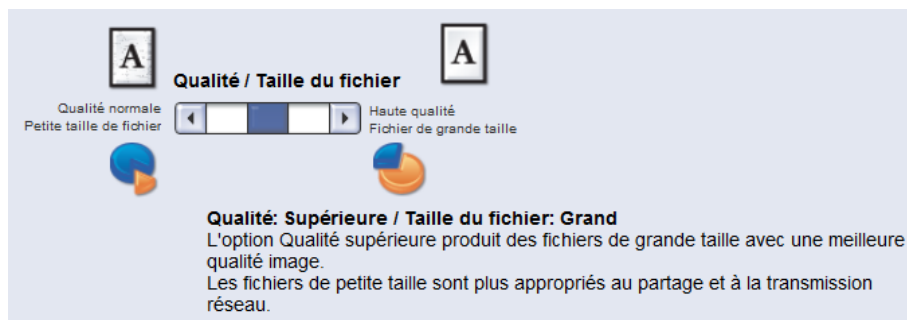 A
A
Qualité / Taille du fichier
Qualité normale
Petite taille de fichier
Haute qualité
Fichier de grande taille
Qualité: Supérieure / Taille du fichier: Grand
L'option Qualité supérieure produit des fichiers de grande taille avec une meilleure
qualité image.
Les fichiers de petite taille sont plus appropriés au partage et à la transmission
réseau.